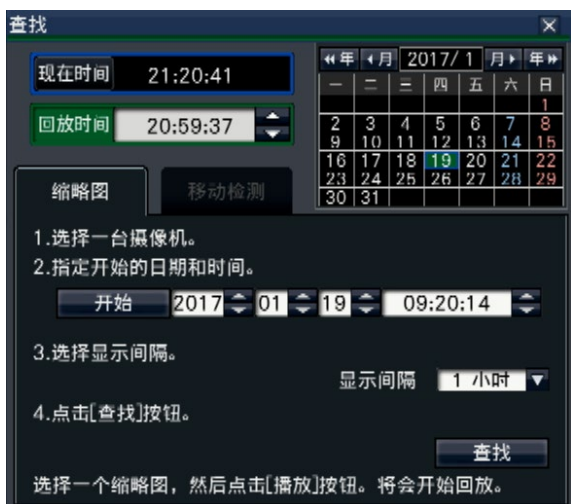 查找
现在时间 21:20:41
回放时间 20:59:37
年 月 2017/ 1 月 年
一 二 三 四 五 六 日
1
2 3 4 5 6 7 8
9 10 11 12 13 14 15
16 17 18 19 20 21 22
23 24 25 26 27 28 29
30 31
缩略图 移动检测
1.选择一台摄像机。
2.指定开始的日期和时间。
开始 2017 01 19 09:20:14
3.选择显示间隔。
显示间隔 1 小时
4.点击[查找]按钮。
查找
选择一个缩略图，然后点击[播放]按钮。将会开始回放。